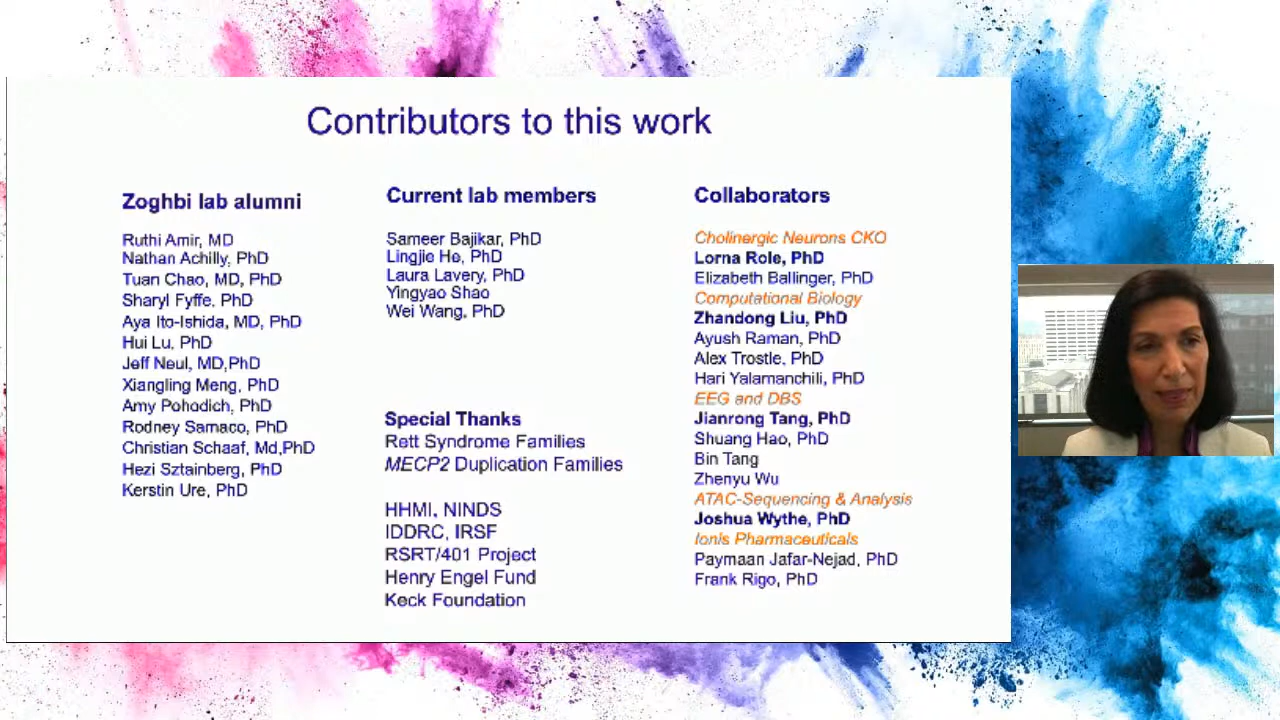 Contributors to this work
Zoghbi lab alumni
Ruthi Amir, MD
Nathan Achilly, PhD
Tuan Chao, MD, PhD
Sharyl Fyffe, PhD
Aya Ito-Ishida, MD, PhD
Hui Lu, PhD
Jeff Neul, MD,PhD
Xiangling Meng, PhD
Amy Pohodich, PhD
Rodney Samaco, PhD
Christian Schaaf, Md,PhD
Hezi Sztainberg, PhD
Kerstin Ure, PhD
Current lab members
Sameer Bajikar, PhD
Lingjie He, PhD
Laura Lavery, PhD
Yingyao Shao
Wei Wang, PhD
Special Thanks
Rett Syndrome Families
MECP2 Duplication Families
HHMI, NINDS
IDDRC, IRSF
RSRT/401 Project
Henry Engel Fund
Keck Foundation
Collaborators
Cholinergic Neurons CKO
Lorna Role, PhD
Elizabeth Ballinger, PhD
Computational Biology
Zhandong Liu, PhD
Ayush Raman, PhD
Alex Trostle, PhD
Hari Yalamanchili, PhD
EEG and DBS
Jianrong Tang, PhD
Shuang Hao, PhD
Bin Tang
Zhenyu Wu
ATAC-Sequencing & Analysis
Joshua Wythe, PhD
Ionis Pharmaceuticals
Paymaan Jafar-Nejad, PhD
Frank Rigo, PhD